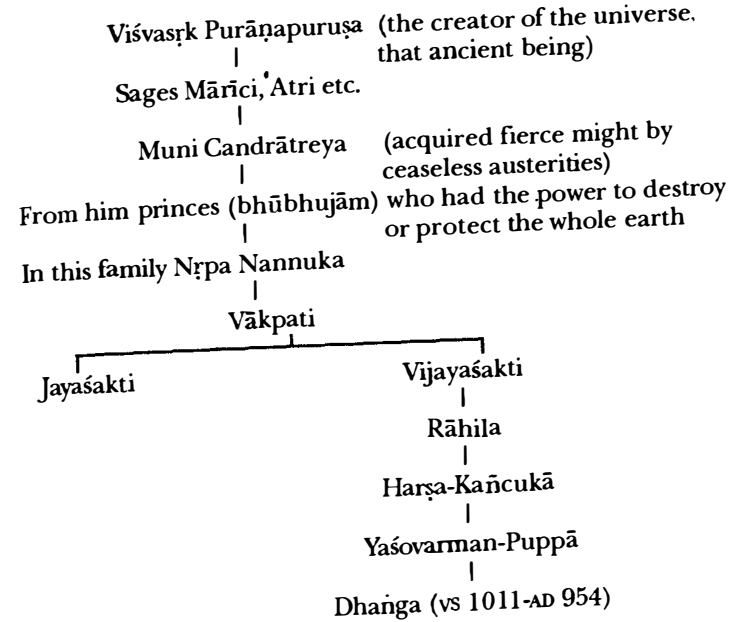 Viśvasṛk Purāṇapuruṣa (the creator of the universe,
that ancient being)
Sages Mārīci, Atri etc.
Muni Candrātreya (acquired fierce might by
ceaseless austerities)
From him princes (bhūbhujām) who had the power to destroy
or protect the whole earth
In this family Nṛpa Nannuka
Vākpati
Jayaśakti Vijayaśakti
Rāhila
Harṣa-Kañcukā
Yaśovarman-Puppā
Dhaṅga (VS 1011-AD 954)